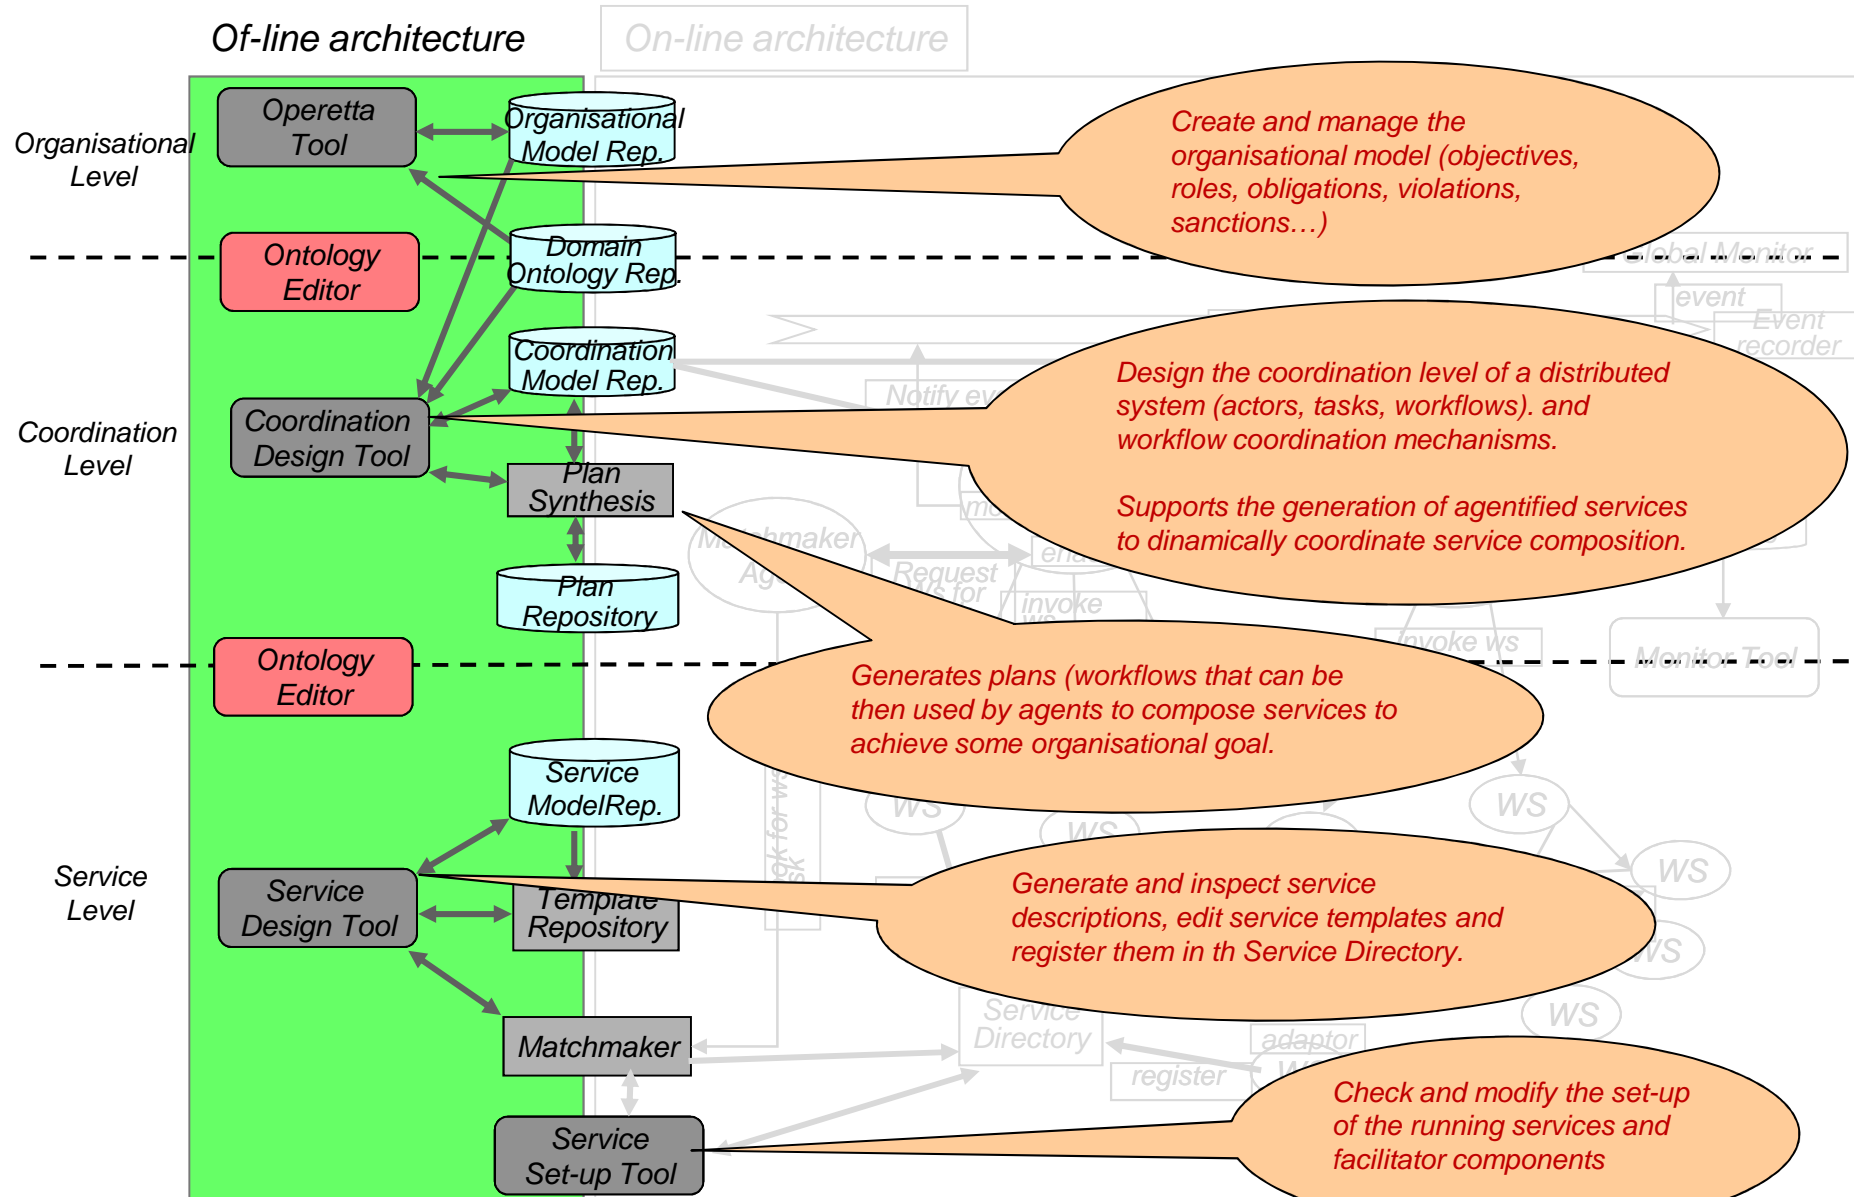 Of-line architecture
On-line architecture
Organisational
Level
Operetta
Tool
Organisational
Model Rep.
Create and manage the
organisational model (objectives,
roles, obligations, violations,
sanctions…)
Ontology
Editor
Domain
Ontology Rep.
Global Monitor
event
Event
recorder
Coordination
Model Rep.
Notify
Coordination
Level
Coordination
Design Tool
Plan
Synthesis
Design the coordination level of a distributed
system (actors, tasks, workflows). and
workflow coordination mechanisms.
Supports the generation of agentified services
to dinamically coordinate service composition.
Matchmaker
Request
Ws for
invoke
ws
Plan
Repository
invoke ws
Monitor Tool
Ontology
Editor
Generates plans (workflows that can be
then used by agents to compose services to
achieve some organisational goal.
Service
ModelRep.
WS
WS
WS
WS
WS
WS
Service
Level
Service
Design Tool
Template
Repository
Generate and inspect service
descriptions, edit service templates and
register them in th Service Directory.
Matchmaker
Service
Directory
adaptor
register
Service
Set-up Tool
Check and modify the set-up
of the running services and
facilitator components